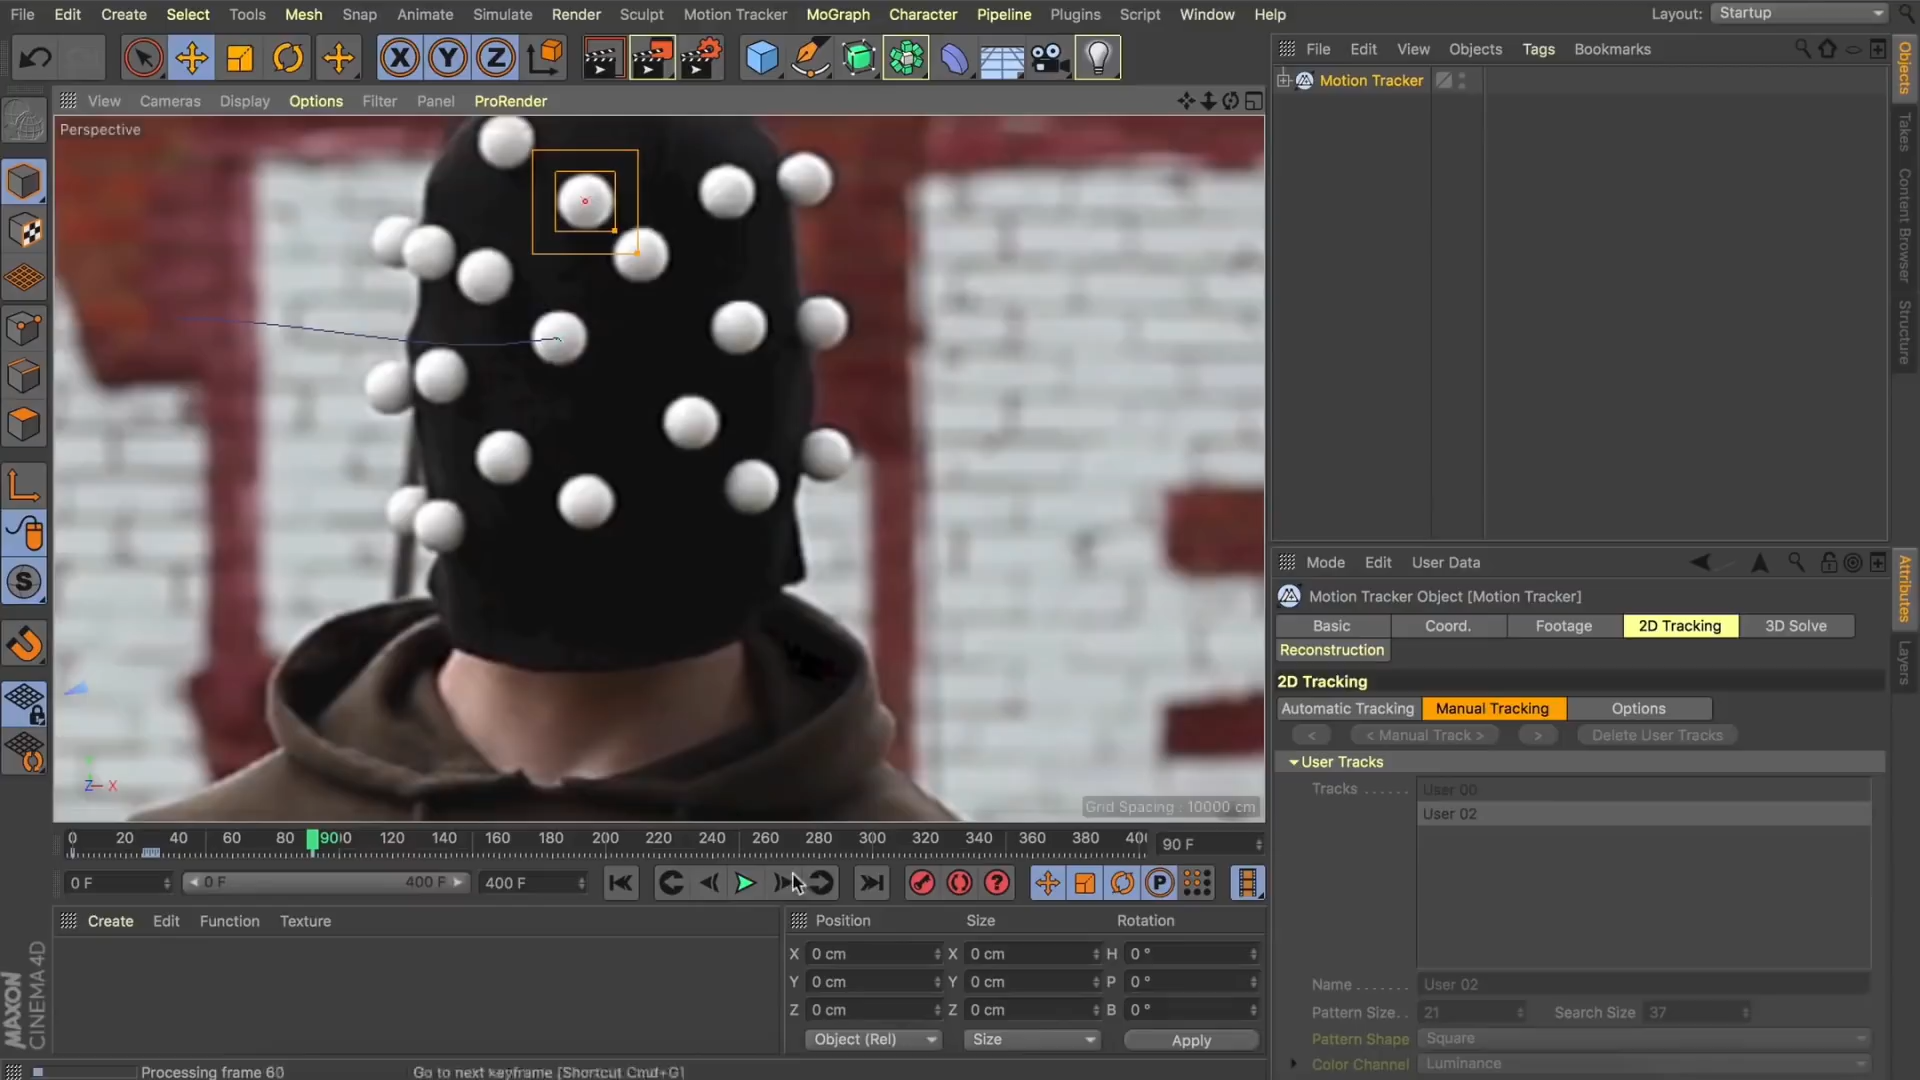 File Edit Create Select Tools Mesh Snap Animate Simulate Render Sculpt Motion Tracker MoGraph Character Pipeline Plugins Script Window Help Layout: Startup
X Y Z
File Edit View Objects Tags Bookmarks
Objects
Takes
Content Browser
Structure
Motion Tracker
View Cameras Display Options Filter Panel ProRender
Perspective
S
Z X
Grid Spacing : 10000 cm
Mode Edit User Data
Attributes
Layers
Motion Tracker Object [Motion Tracker]
Basic Coord. Footage 2D Tracking 3D Solve
Reconstruction
2D Tracking
Automatic Tracking Manual Tracking Options
< < Manual Track > > Delete User Tracks
User Tracks
Tracks . . . . . . User 00
User 02
Name . . . . . . . User 02
Pattern Size. . 21 Search Size 37
Pattern Shape Square
Color Channel Luminance
0 20 40 60 80 90 120 140 160 180 200 220 240 260 280 300 320 340 360 380 90 F
0 F 0 F 400 F 400 F ? P
Create Edit Function Texture
Position Size Rotation
X 0 cm X 0 cm H 0 °
Y 0 cm Y 0 cm P 0 °
Z 0 cm Z 0 cm B 0 °
Object (Rel) Size Apply
MAXON
CINEMA 4D
Processing frame 60 Go to next keyframe [Shortcut Cmd+G]